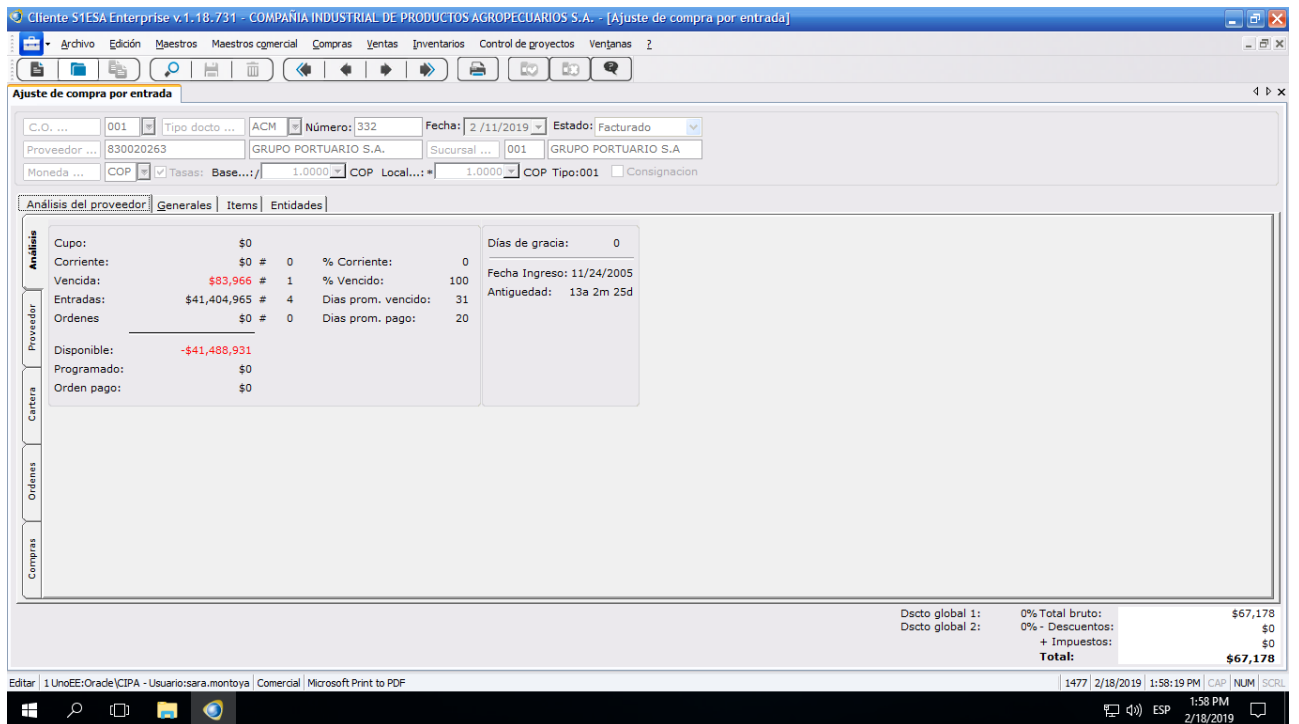 Cliente S1ESA Enterprise v.1.18.731 - COMPAÑIA INDUSTRIAL DE PRODUCTOS AGROPECUARIOS S.A. - [Ajuste de compra por entrada]
Archivo Edición Maestros Maestros comercial Compras Ventas Inventarios Control de proyectos Ventanas ?
Ajuste de compra por entrada
C.O. ... 001 Tipo docto ... ACM Número: 332 Fecha: 2 /11/2019 Estado: Facturado
Proveedor ... 830020263 GRUPO PORTUARIO S.A. Sucursal ... 001 GRUPO PORTUARIO S.A
Moneda ... COP Tasas: Base...:/ 1.0000 COP Local...: * 1.0000 COP Tipo:001 Consignacion
Análisis del proveedor Generales Items Entidades
Análisis
Proveedor
Cartera
Ordenes
Compras
Cupo: $0
Corriente: $0 # 0 % Corriente: 0
Vencida: $83,966 # 1 % Vencido: 100
Entradas: $41,404,965 # 4 Dias prom. vencido: 31
Ordenes $0 # 0 Dias prom. pago: 20
Disponible: -$41,488,931
Programado: $0
Orden pago: $0
Días de gracia: 0
Fecha Ingreso: 11/24/2005
Antiguedad: 13a 2m 25d
Dscto global 1: 0% Total bruto: $67,178
Dscto global 2: 0% - Descuentos: $0
+ Impuestos: $0
Total: $67,178
Editar 1 UnoEE:Oracle\CIPA - Usuario:sara.montoya Comercial Microsoft Print to PDF 1477 2/18/2019 1:58:19 PM CAP NUM SCRL
ESP 1:58 PM
2/18/2019